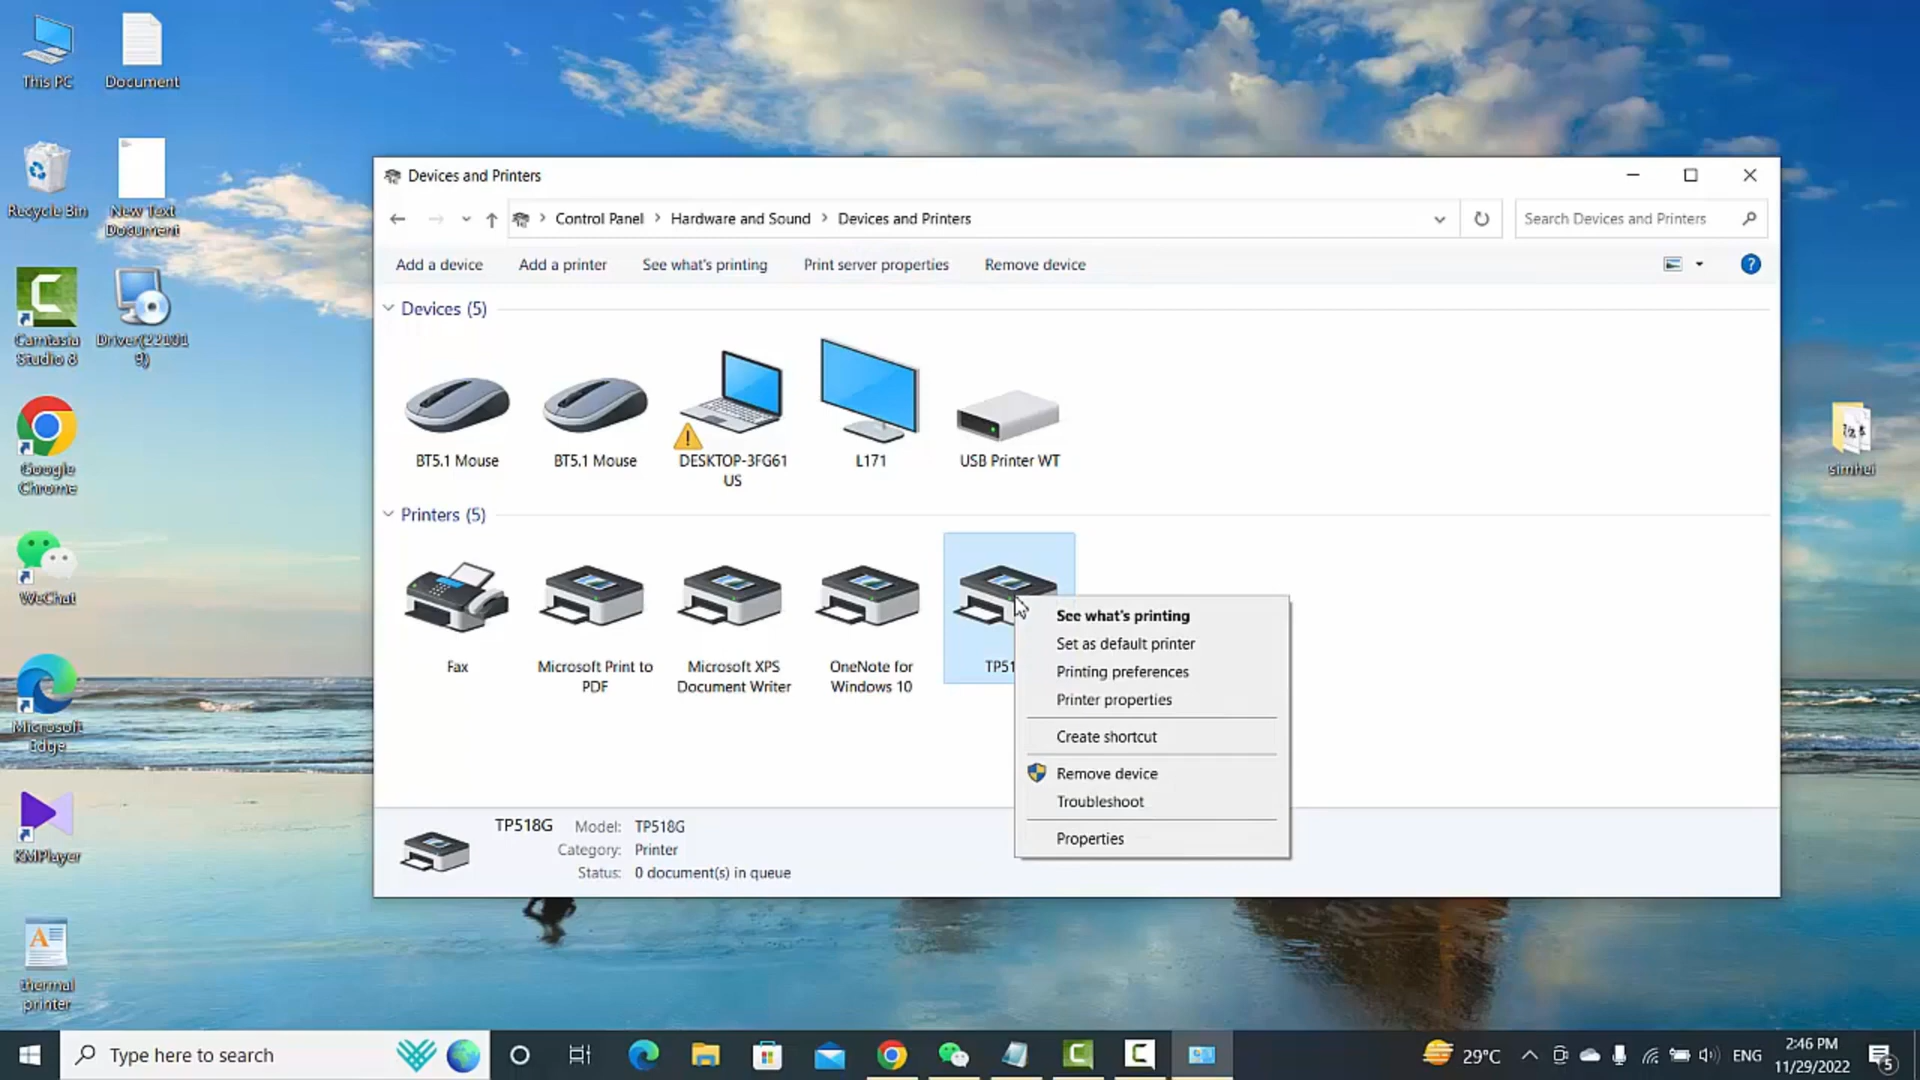 This PC
Document
Recycle Bin
New Text
Document
Camtasia
Studio 8
Driver(221019
9)
Google
Chrome
WeChat
Microsoft
Edge
KMPlayer
thermal
printer
simhei
Devices and Printers
Control Panel > Hardware and Sound > Devices and Printers
Search Devices and Printers
Add a device
Add a printer
See what's printing
Print server properties
Remove device
Devices (5)
BT5.1 Mouse
BT5.1 Mouse
DESKTOP-3FG61
US
L171
USB Printer WT
Printers (5)
Fax
Microsoft Print to
PDF
Microsoft XPS
Document Writer
OneNote for
Windows 10
TP51
See what's printing
Set as default printer
Printing preferences
Printer properties
Create shortcut
Remove device
Troubleshoot
Properties
TP518G
Model: TP518G
Category: Printer
Status: 0 document(s) in queue
Type here to search
29°C
ENG
2:46 PM
11/29/2022
5